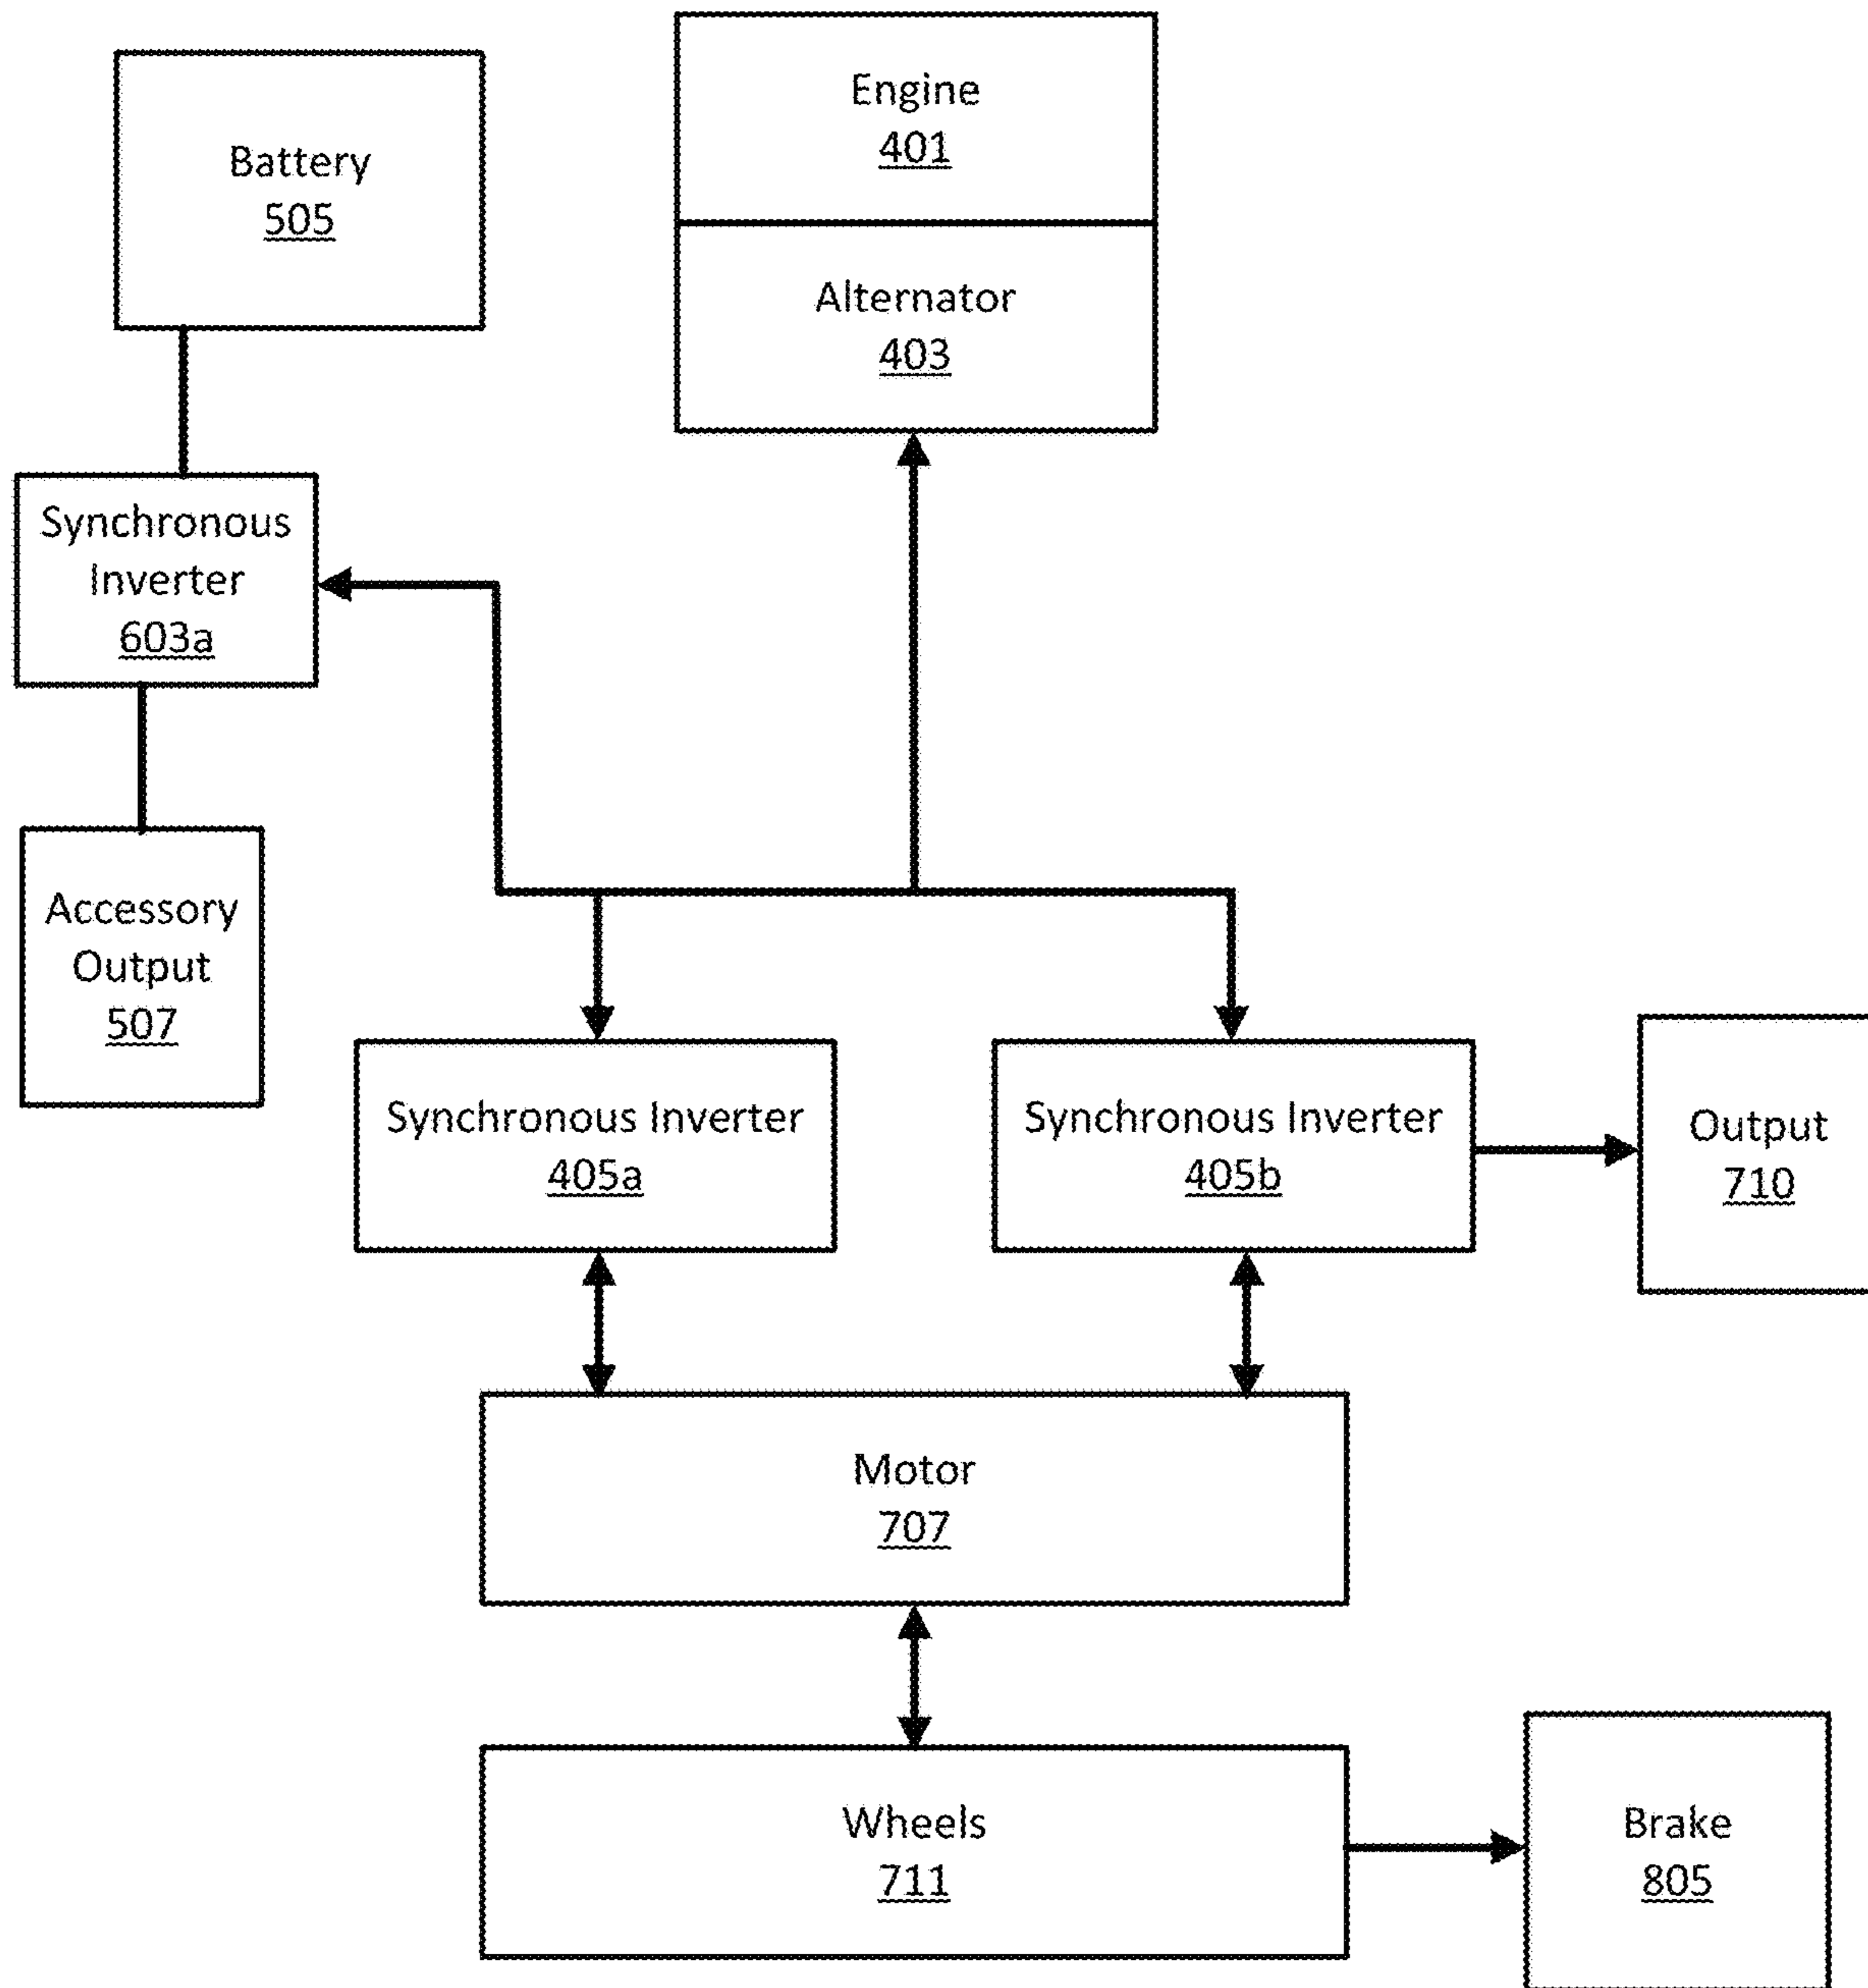 Engine
401
Battery
505
Alternator
403
Synchronous
Inverter
603a
Accessory
Output
507
Synchronous Inverter
405a
Synchronous Inverter
405b
Output
710
Motor
707
Wheels
711
Brake
805